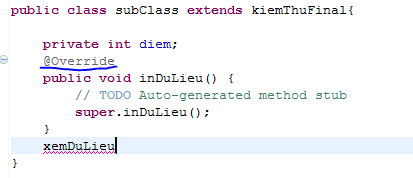 public class subClass extends kiemThuFinal{
private int diem;
@Override
public void inDuLieu() {
// TODO Auto-generated method stub
super.inDuLieu();
}
xemDuLieu
}